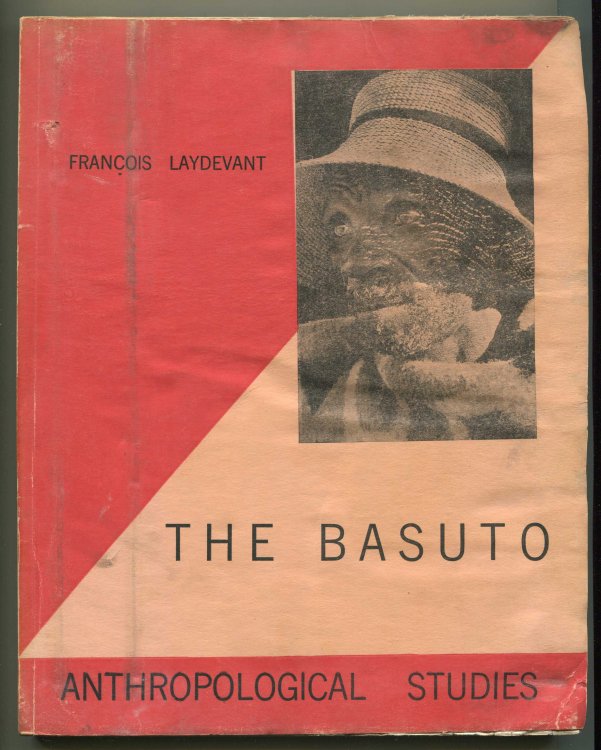 FRANÇOIS LAYDEVANT
THE BASUTO
ANTHROPOLOGICAL STUDIES